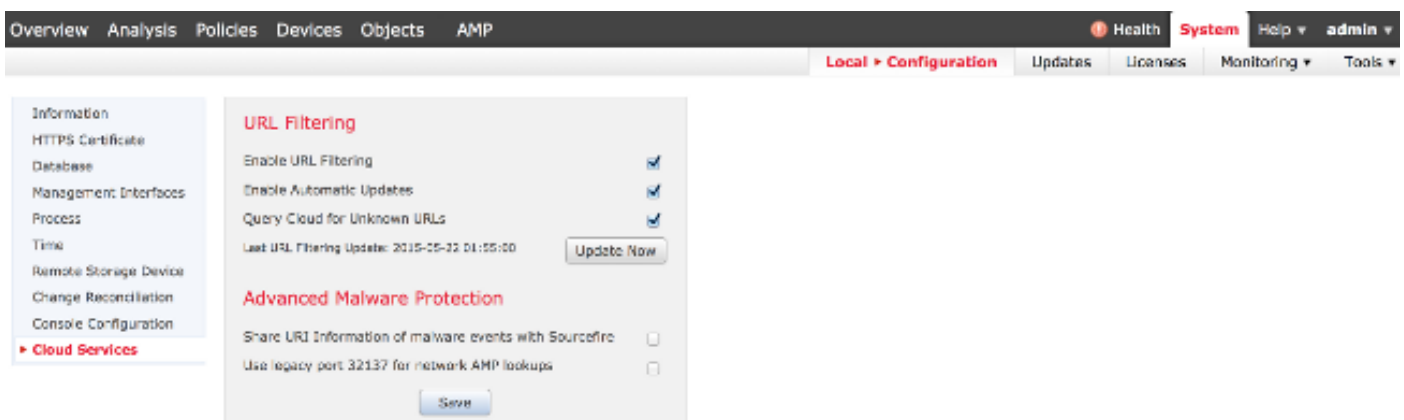 Overview Analysis Policies Devices Objects AMP Health System Help admin
Local Configuration Updates Licenses Monitoring Tools
Information
HTTPS Certificate
Database
Management Interfaces
Process
Time
Remote Storage Device
Change Reconciliation
Console Configuration
Cloud Services
URL Filtering
Enable URL Filtering
Enable Automatic Updates
Query Cloud for Unknown URLs
Last URL Filtering Update: 2015-05-22 01:55:00 Update Now
Advanced Malware Protection
Share URI Information of malware events with Sourcefire
Use legacy port 32137 for network AMP lookups
Save